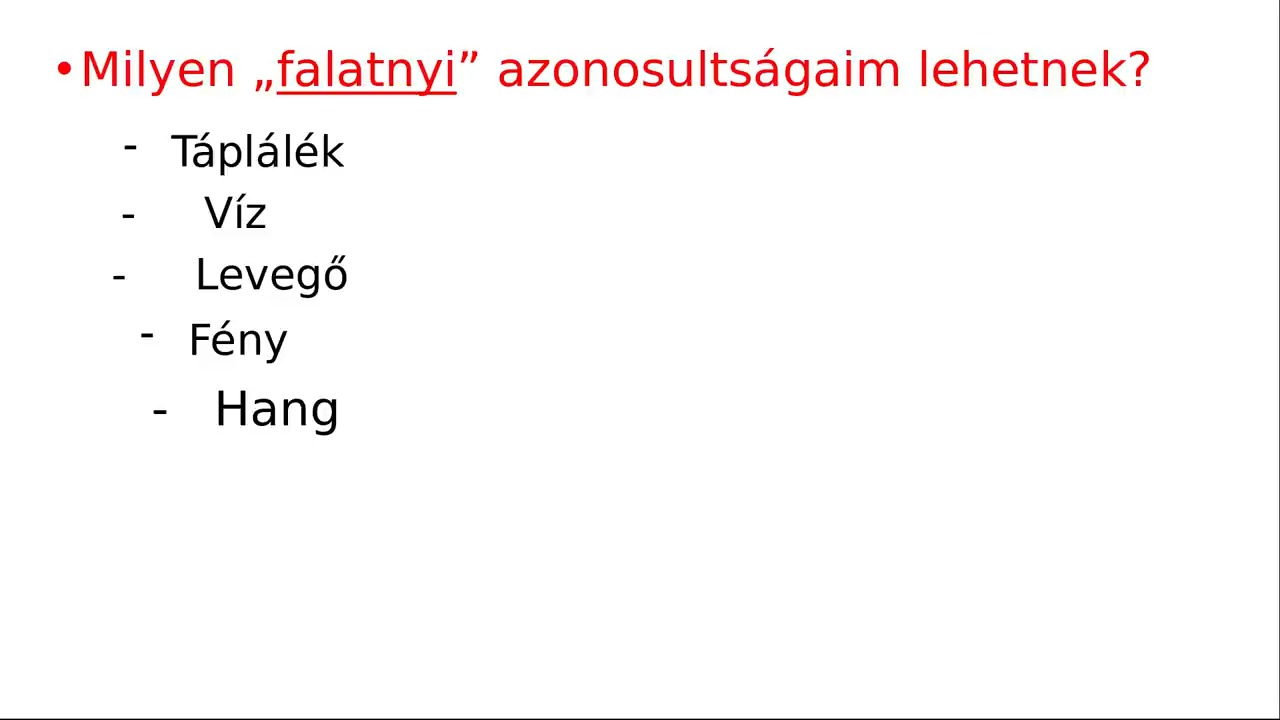 •Milyen „falatnyi” azonosultságaim lehetnek?
- Táplálék
- Víz
- Levegő
- Fény
- Hang